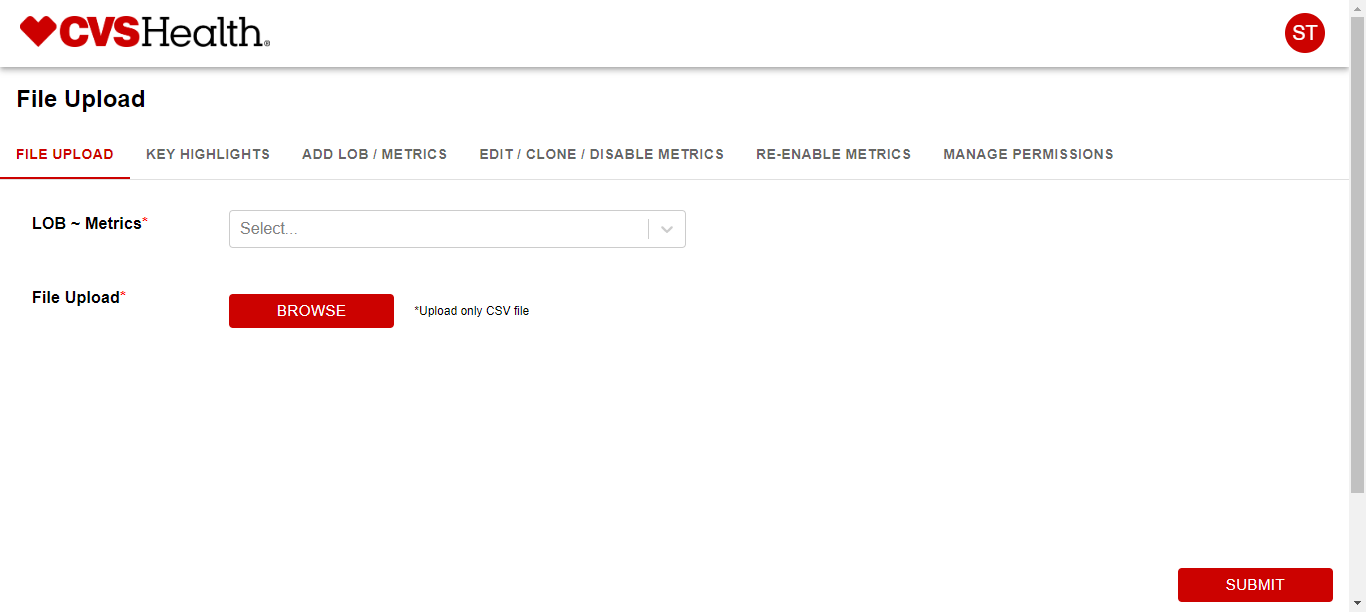 CVSHealth®
ST
File Upload
FILE UPLOAD KEY HIGHLIGHTS ADD LOB / METRICS EDIT / CLONE / DISABLE METRICS RE-ENABLE METRICS MANAGE PERMISSIONS
LOB ~ Metrics* Select...
File Upload* BROWSE *Upload only CSV file
SUBMIT